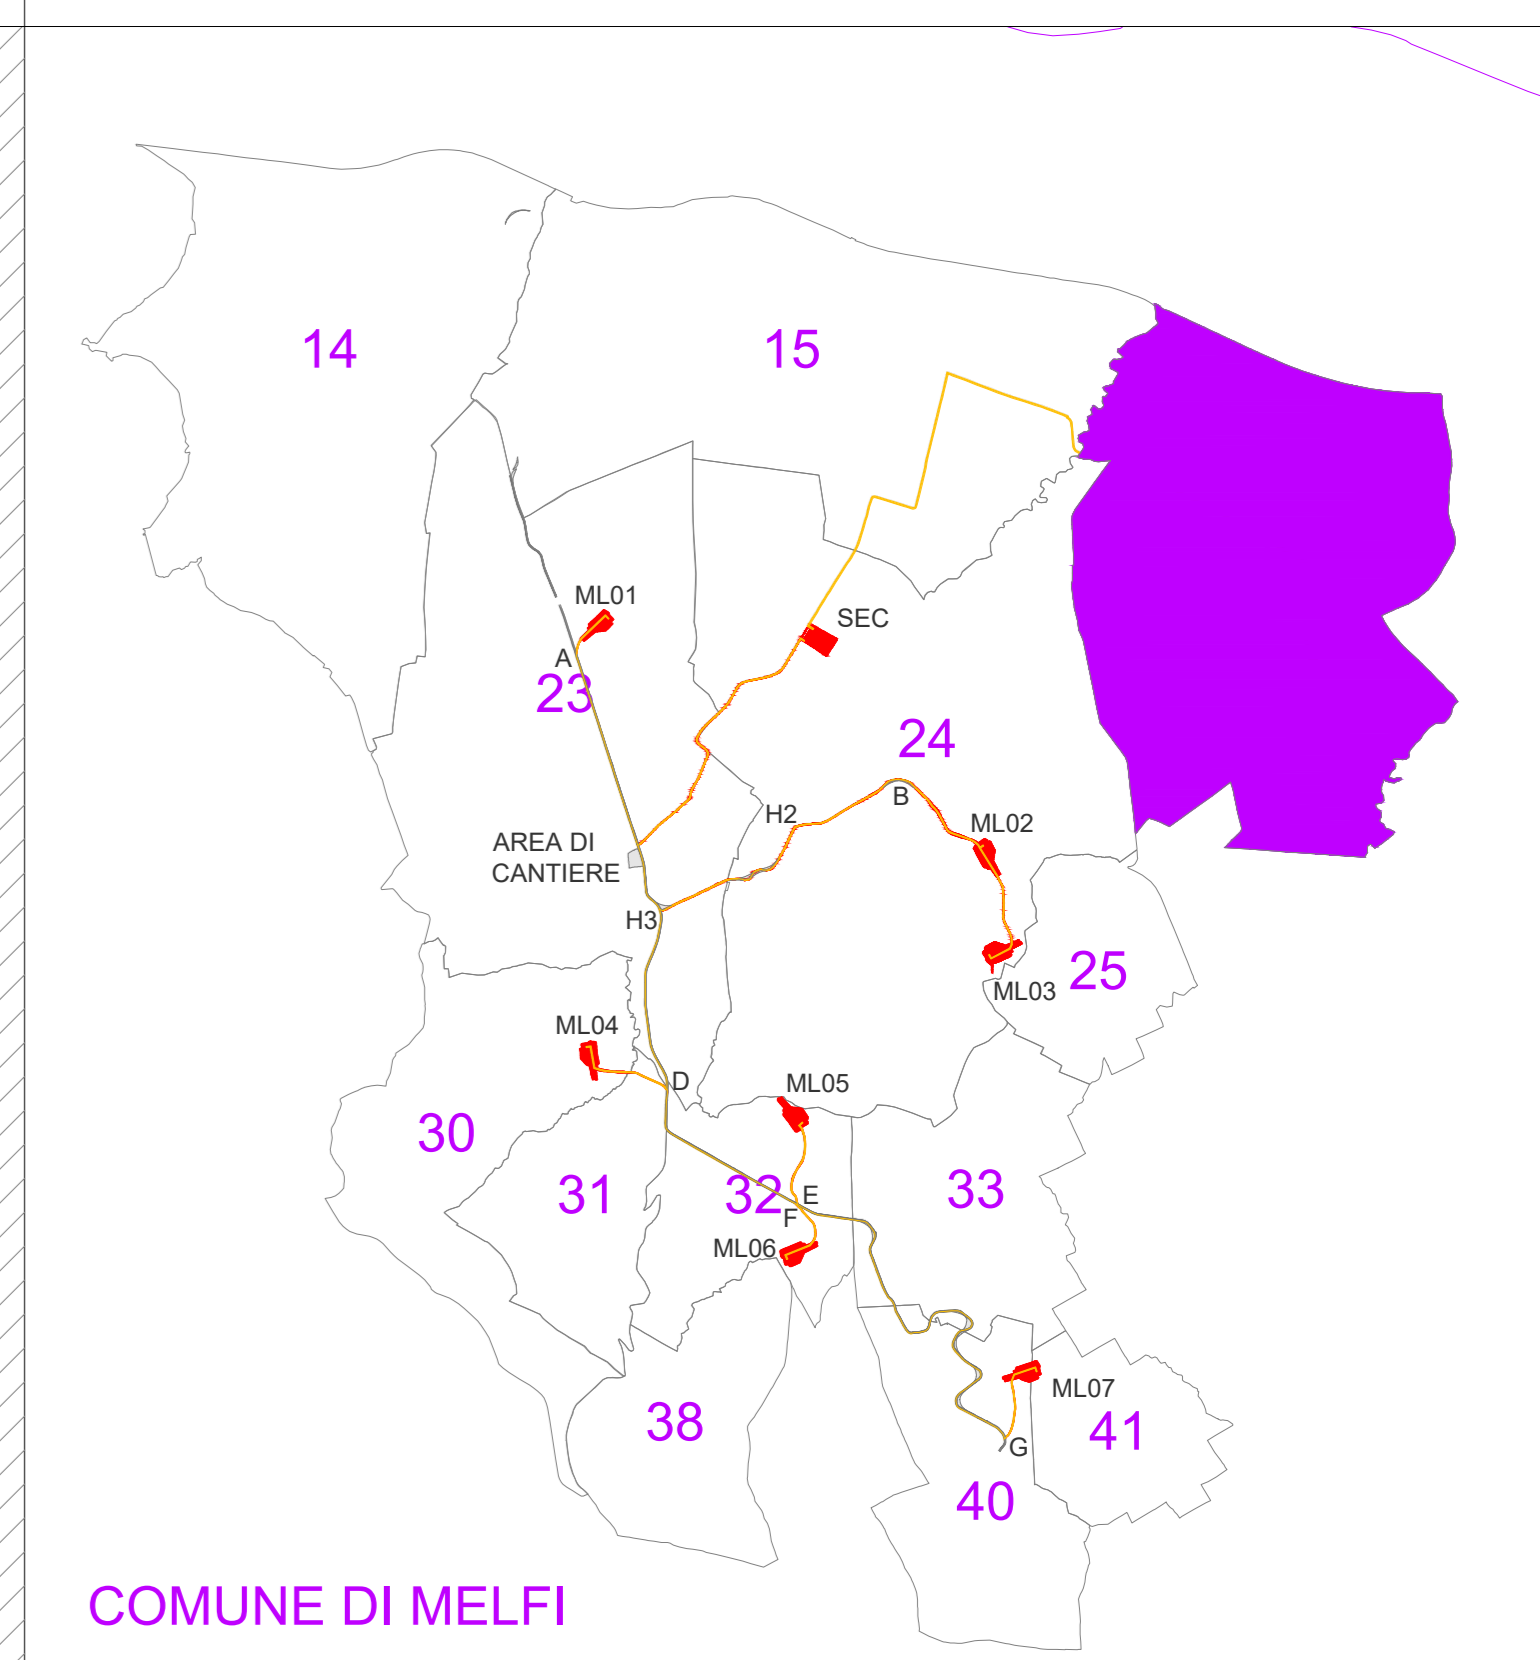 14
15
ML01
SEC
A
23
24
B
H2
ML02
AREA DI
CANTIERE
H3
25
ML03
ML04
D
ML05
30
31
32
E
33
F
ML06
ML07
38
41
G
40
COMUNE DI MELFI